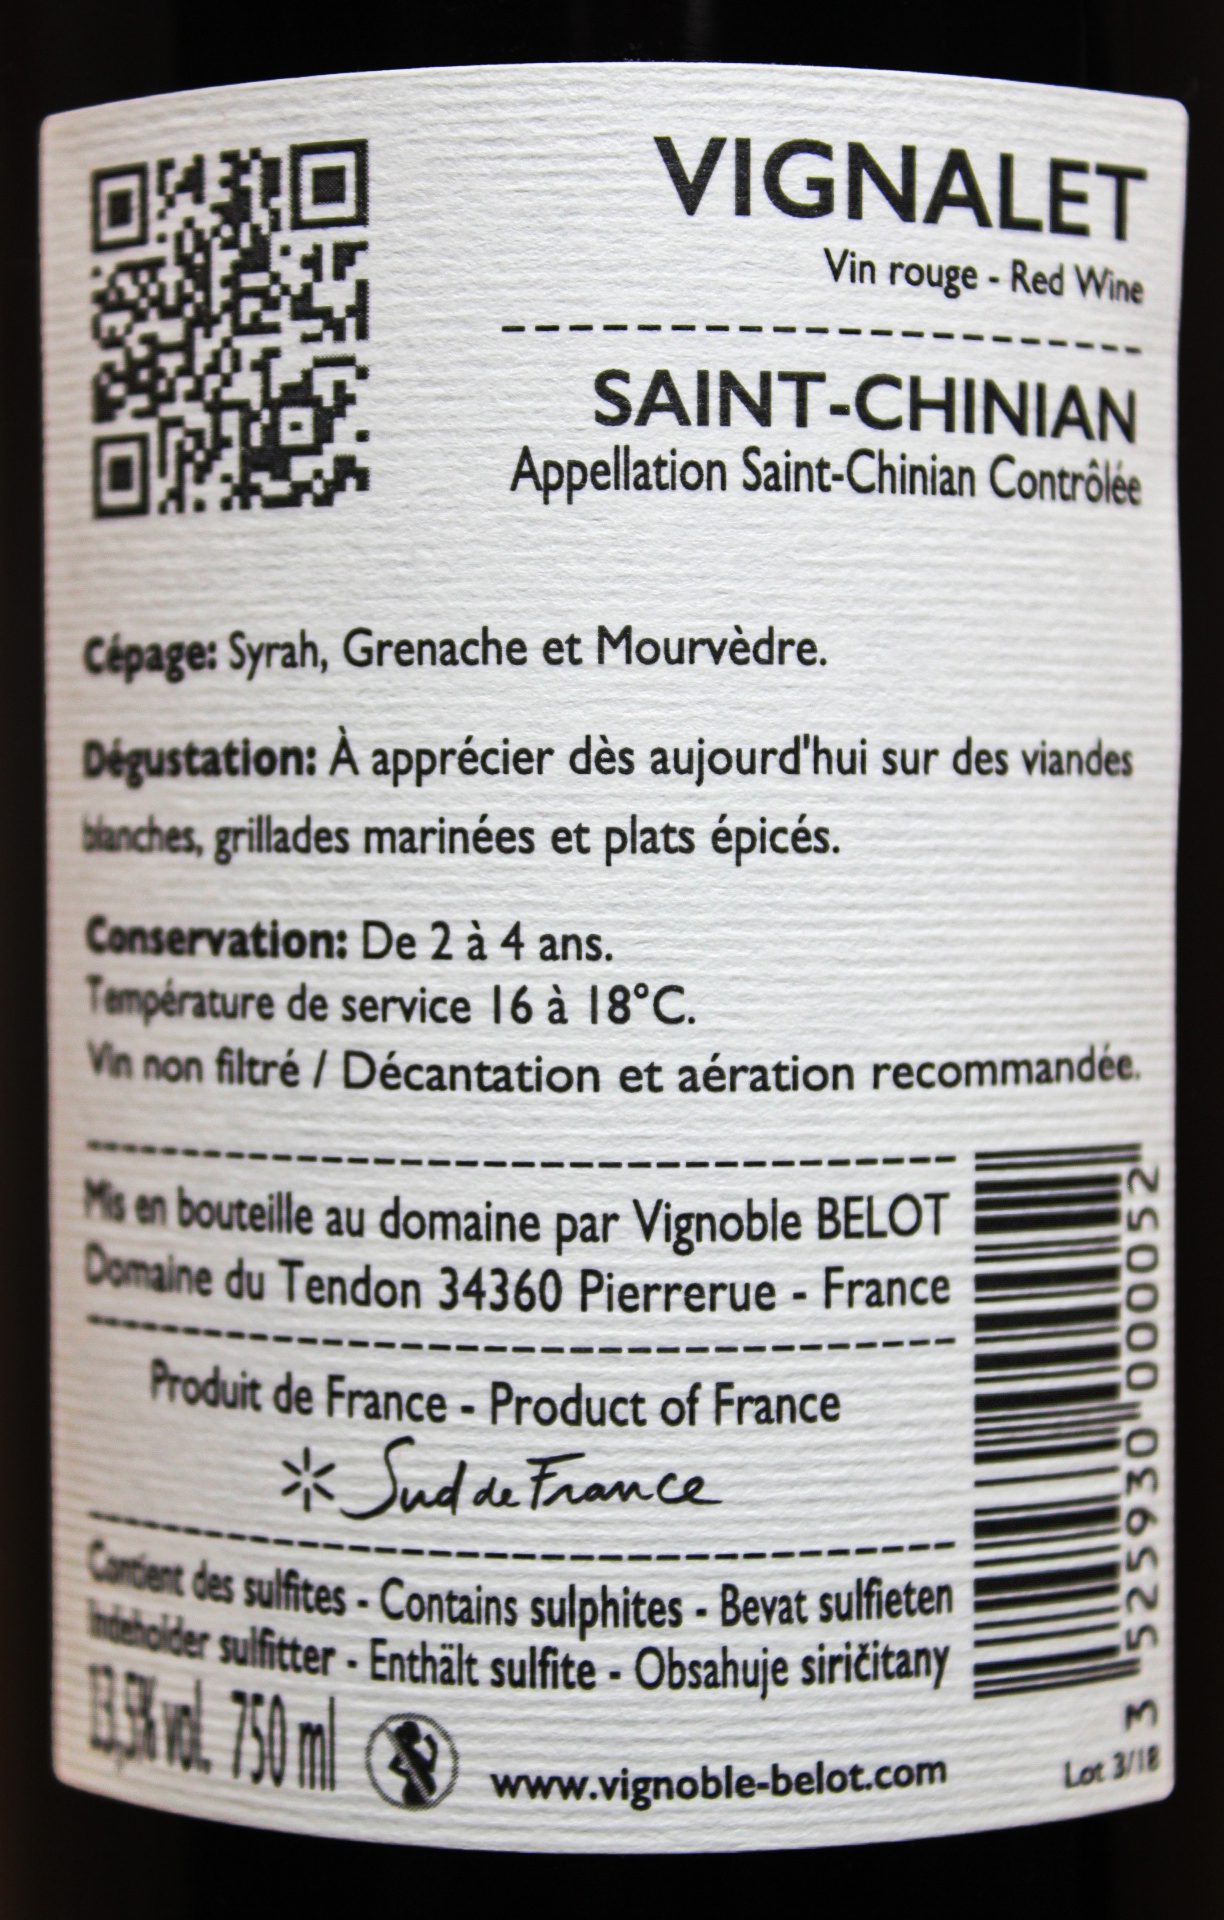 VIGNALET
Vin rouge - Red Wine
SAINT-CHINIAN
Appellation Saint-Chinian Contrôlée
Cépage: Syrah, Grenache et Mourvèdre.
Dégustation: À apprécier dès aujourd'hui sur des viandes
blanches, grillades marinées et plats épicés.
Conservation: De 2 à 4 ans.
Température de service 16 à 18°C.
Vin non filtré / Décantation et aération recommandée.
Mis en bouteille au domaine par Vignoble BELOT
Domaine du Tendon 34360 Pierrerue - France
Produit de France - Product of France
Sud de France
Contient des sulfites - Contains sulphites - Bevat sulfieten
Indeholder sulfitter - Enthält sulfite - Obsahuje siričitany
13,5% vol. 750 ml
www.vignoble-belot.com
3 525930 000052
Lot 3/18